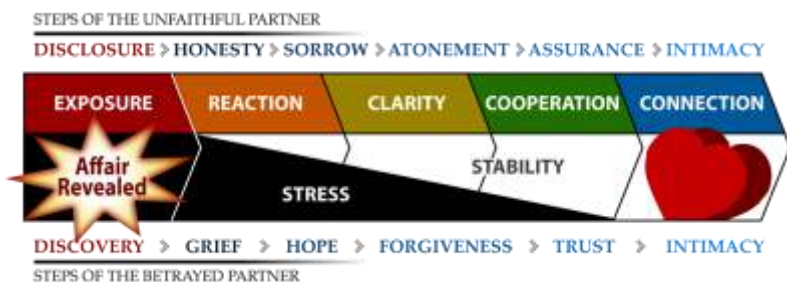 STEPS OF THE UNFAITHFUL PARTNER
DISCLOSURE > HONESTY > SORROW > ATONEMENT > ASSURANCE > INTIMACY
EXPOSURE REACTION CLARITY COOPERATION CONNECTION
Affair
Revealed
STABILITY
STRESS
DISCOVERY > GRIEF > HOPE > FORGIVENESS > TRUST > INTIMACY
STEPS OF THE BETRAYED PARTNER